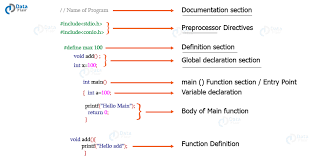 Data Flair
// Name of Program
Documentation section
#include<stdio.h>
#include<conio.h>
Preprocessor Directives
#define max 100
Definition section
void add();
int x=100;
Global declaration section
int main()
main () Function section / Entry Point
{ int a=100;
Variable declaration
printf("Hello Main");
return 0;
}
Body of Main function
void add(){
printf("Hello add");
}
Function Definition